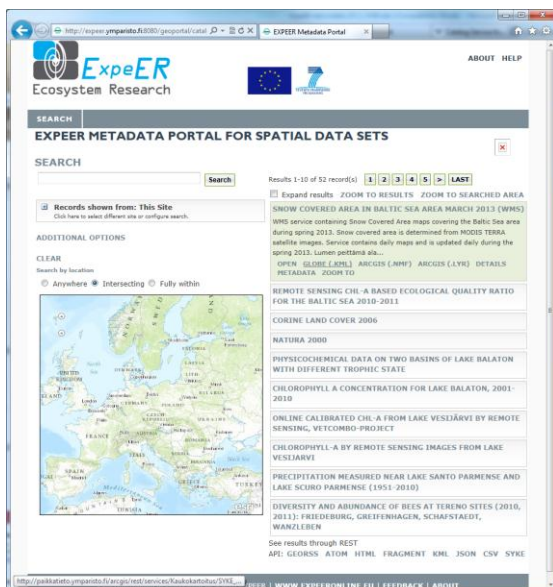 http://expeer.ymparisto.fi:8080/geoportal/catal
EXPEER Metadata Portal
ExpeER
Ecosystem Research
ABOUT HELP
SEARCH
EXPEER METADATA PORTAL FOR SPATIAL DATA SETS
SEARCH
Search
Records shown from: This Site
Click here to select different site or configure search.
ADDITIONAL OPTIONS
CLEAR
Search by location
Anywhere Intersecting Fully within
UNITED
KINGDOM
GERMANY
FRANCE
SPAIN
ITALY
Results 1-10 of 52 record(s) 1 2 3 4 5 > LAST
Expand results ZOOM TO RESULTS ZOOM TO SEARCHED AREA
SNOW COVERED AREA IN BALTIC SEA AREA MARCH 2013 (WMS)
WMS service containing Snow Covered Area maps covering the Baltic Sea area
during spring 2013. Snow covered area is determined from MODIS TERRA
satellite images. Service contains daily maps and is updated daily during the
spring 2013. Lumen peittämä ala...
OPEN GLOBE (.KML) ARCGIS (.NMF) ARCGIS (.LYR) DETAILS
METADATA ZOOM TO
REMOTE SENSING CHL-A BASED ECOLOGICAL QUALITY RATIO
FOR THE BALTIC SEA 2010-2011
CORINE LAND COVER 2006
NATURA 2000
PHYSICOCHEMICAL DATA ON TWO BASINS OF LAKE BALATON
WITH DIFFERENT TROPHIC STATE
CHLOROPHYLL A CONCENTRATION FOR LAKE BALATON, 2001-
2010
ONLINE CALIBRATED CHL-A FROM LAKE VESIJÄRVI BY REMOTE
SENSING, VETCOMBO-PROJECT
CHLOROPHYLL-A BY REMOTE SENSING IMAGES FROM LAKE
VESIJARVI
PRECIPITATION MEASURED NEAR LAKE SANTO PARMENSE AND
LAKE SCURO PARMENSE (1951-2010)
DIVERSITY AND ABUNDANCE OF BEES AT TERENO SITES (2010,
2011): FRIEDEBURG, GREIFENHAGEN, SCHAFSTAEDT,
WANZLEBEN
See results through REST
API: GEORSS ATOM HTML FRAGMENT KML JSON CSV SYKE
http://paikkatieto.ymparisto.fi/arcgis/rest/services/Kaukokartoitus/SYKE_...
WWW.EXPEERONLINE.EU | FEEDBACK | ABOUT